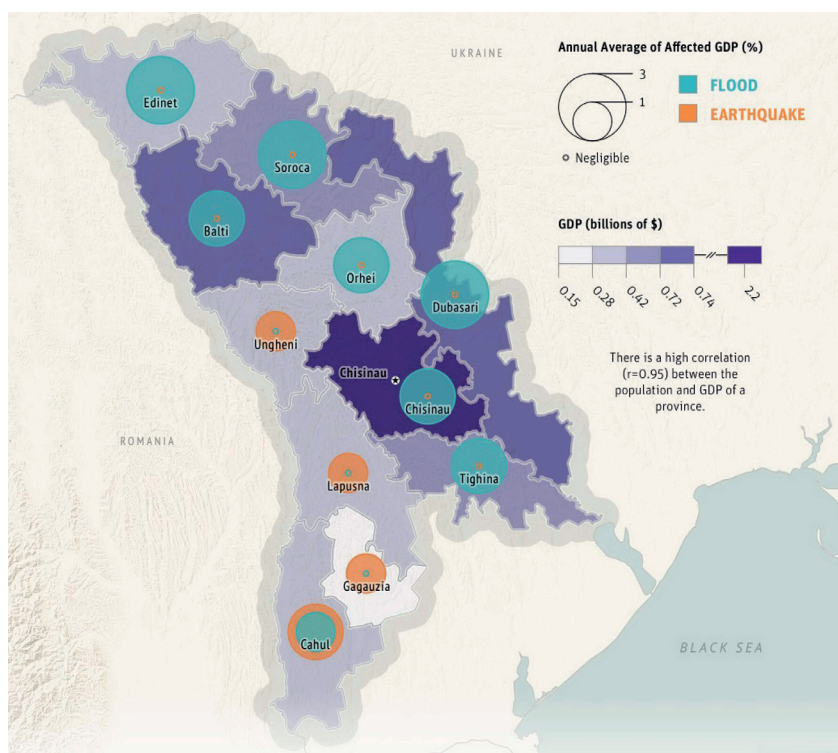 UKRAINE
Annual Average of Affected GDP (%)
3
1
Negligible
FLOOD
EARTHQUAKE
GDP (billions of $)
0.15
0.28
0.42
0.72
0.74
2.2
There is a high correlation
(r=0.95) between the
population and GDP of a
province.
Edinet
Soroca
Balti
Orhei
Dubasari
Ungheni
Chisinau
Chisinau
ROMANIA
Lapusna
Tighina
Gagauzia
Cahul
BLACK SEA